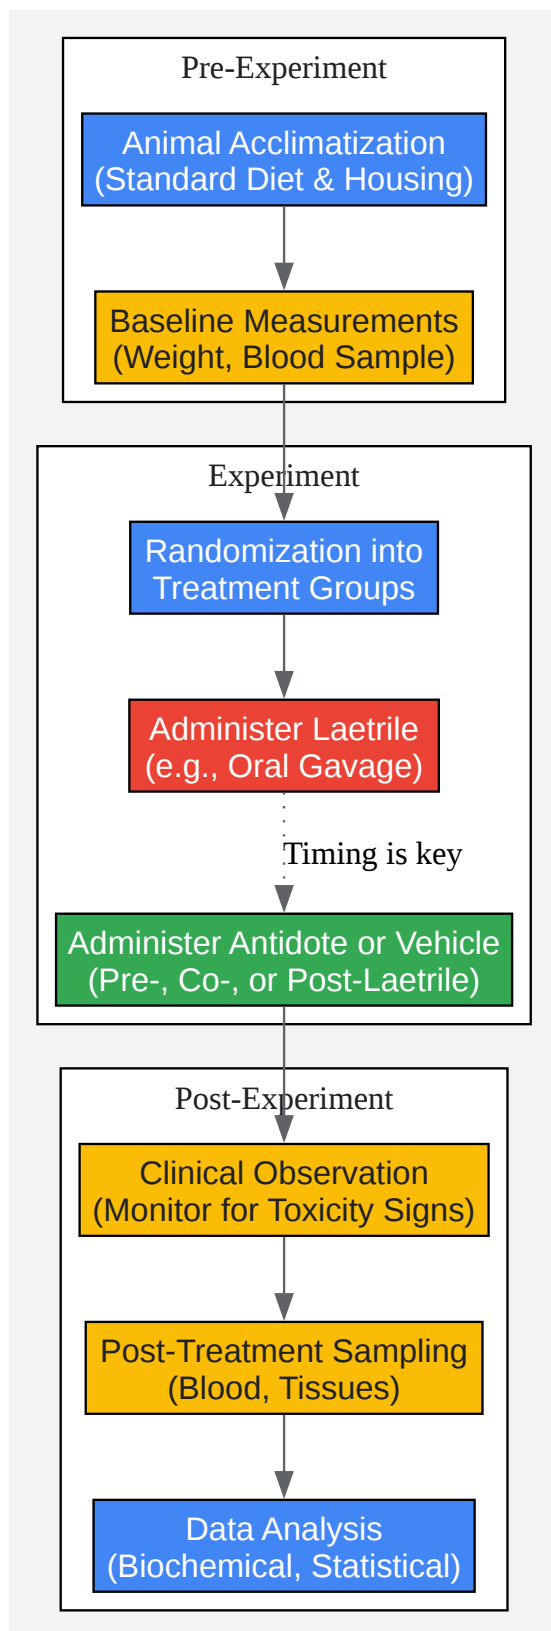 Pre-Experiment
Animal Acclimatization
(Standard Diet & Housing)
Baseline Measurements
(Weight, Blood Sample)
Experiment
Randomization into
Treatment Groups
Administer Laetrile
(e.g., Oral Gavage)
Timing is key
Administer Antidote or Vehicle
(Pre-, Co-, or Post-Laetrile)
Post-Experiment
Clinical Observation
(Monitor for Toxicity Signs)
Post-Treatment Sampling
(Blood, Tissues)
Data Analysis
(Biochemical, Statistical)